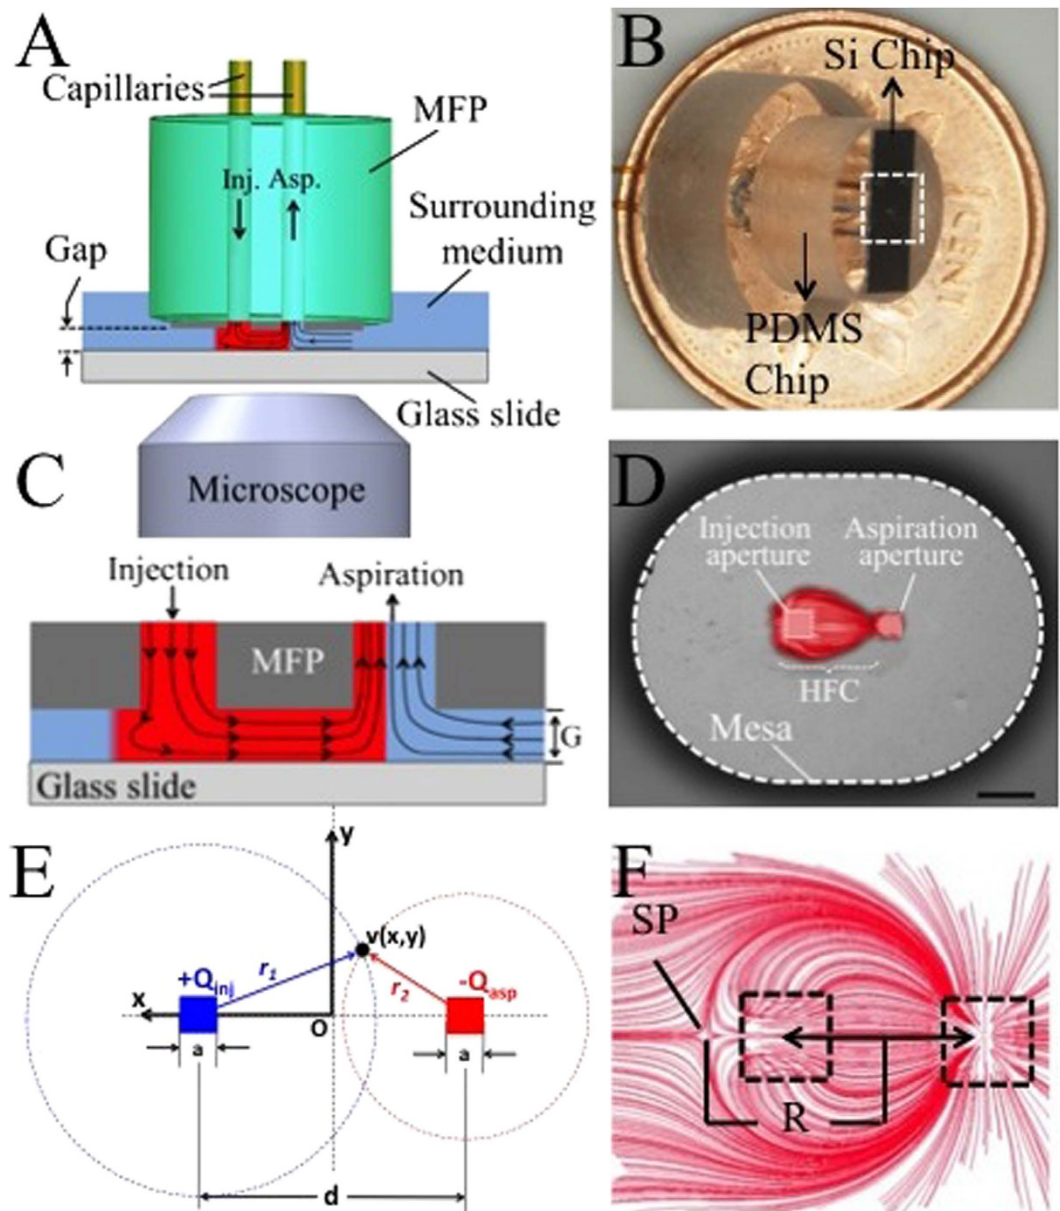 A
Capillaries
MFP
Inj. Asp.
Surrounding
medium
Gap
Glass slide
Microscope
B
Si Chip
PDMS
Chip
CENT
C
Injection
Aspiration
MFP
G
Glass slide
D
Injection
aperture
Aspiration
aperture
HFC
Mesa
E
y
v(x,y)
+Qinj
r1
r2
-Qasp
x
O
a
a
d
F
SP
R